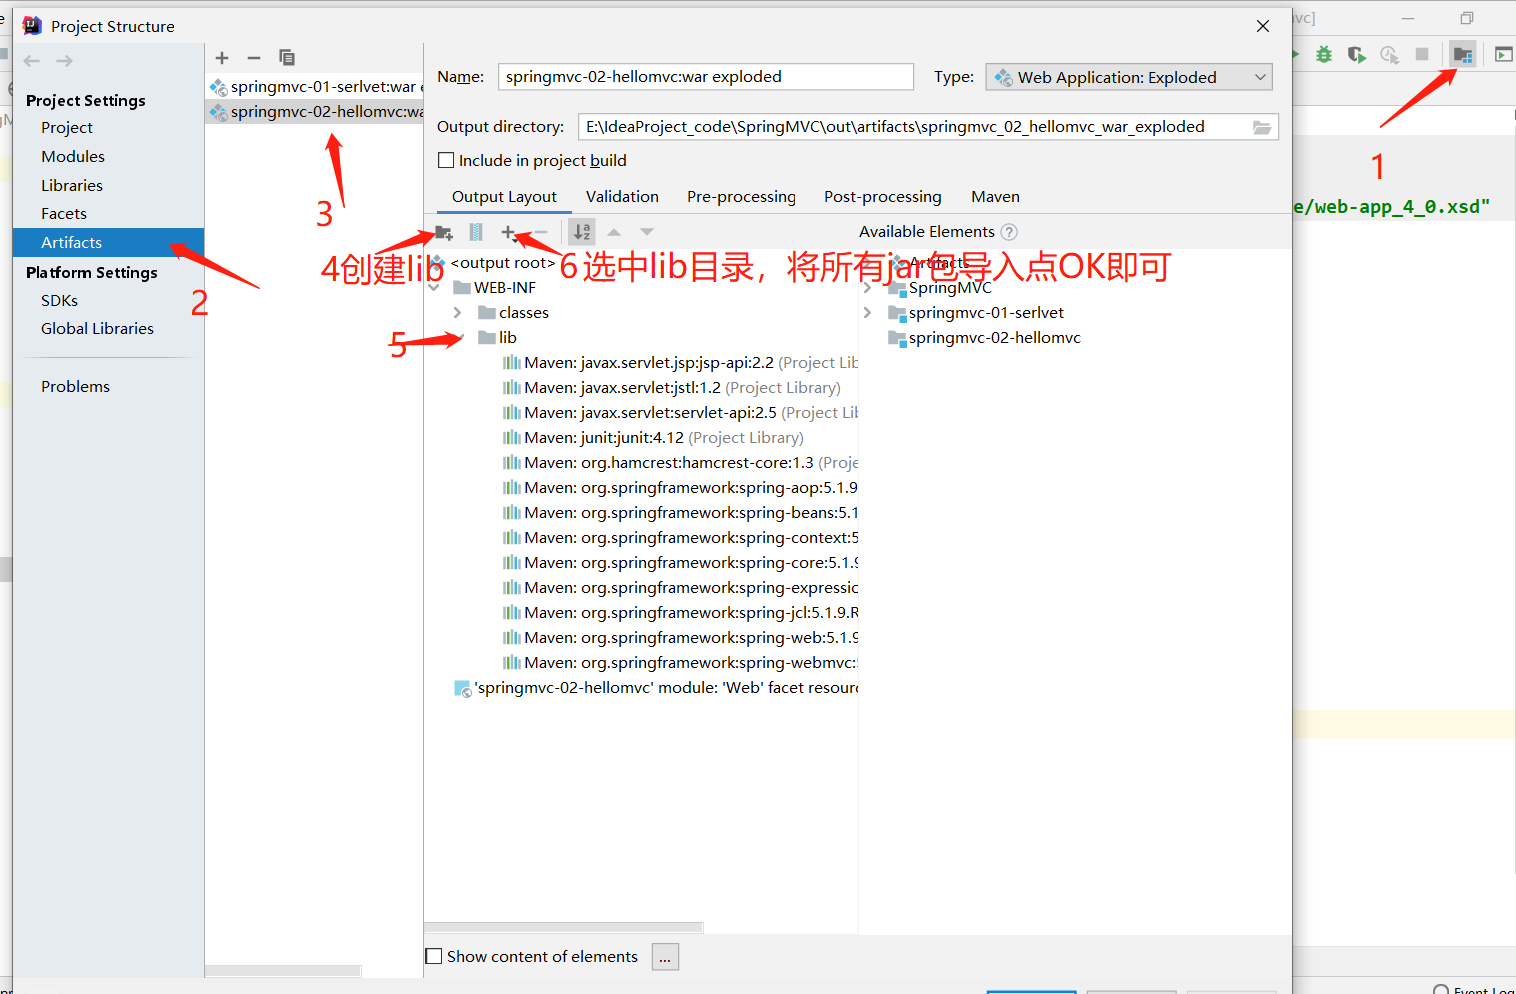 Project Structure
Project Settings
Project
Modules
Libraries
Facets
Artifacts
Platform Settings
SDKs
Global Libraries
Problems
springmvc-01-serlvet:war
springmvc-02-hellomvc:wa
Name:
springmvc-02-hellomvc:war exploded
Type:
Web Application: Exploded
Output directory:
E:\IdeaProject_code\SpringMVC\out\artifacts\springmvc_02_hellomvc_war_exploded
Include in project build
Output Layout
Validation
Pre-processing
Post-processing
Maven
Available Elements ?
<output root>
WEB-INF
classes
lib
Maven: javax.servlet.jsp:jsp-api:2.2 (Project Lib
Maven: javax.servlet:jstl:1.2 (Project Library)
Maven: javax.servlet:servlet-api:2.5 (Project Lib
Maven: junit:junit:4.12 (Project Library)
Maven: org.hamcrest:hamcrest-core:1.3 (Proje
Maven: org.springframework:spring-aop:5.1.9
Maven: org.springframework:spring-beans:5.1
Maven: org.springframework:spring-context:5
Maven: org.springframework:spring-core:5.1.9
Maven: org.springframework:spring-expressio
Maven: org.springframework:spring-jcl:5.1.9.R
Maven: org.springframework:spring-web:5.1.9
Maven: org.springframework:spring-webmvc:5
'springmvc-02-hellomvc' module: 'Web' facet resourc
Artifacts
SpringMVC
springmvc-01-serlvet
springmvc-02-hellomvc
Show content of elements
...
1
2
3
4创建lib
5
6选中lib目录，将所有jar包导入点OK即可
vc]
e/web-app_4_0.xsd"
Event Log